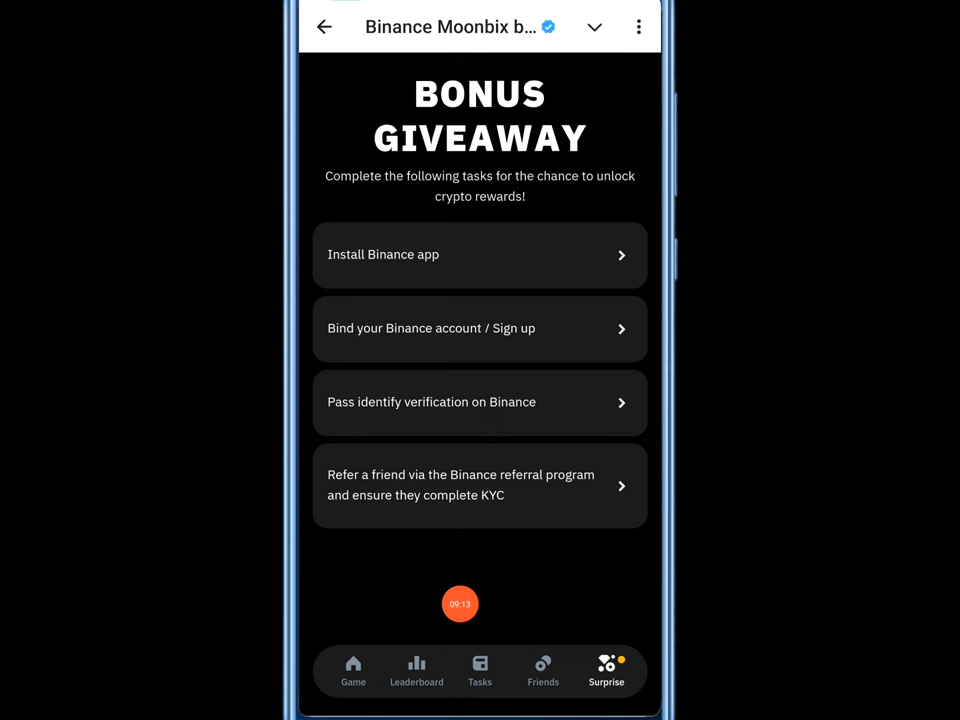 Binance Moonbix b...
BONUS
GIVEAWAY
Complete the following tasks for the chance to unlock
crypto rewards!
Install Binance app
Bind your Binance account / Sign up
Pass identify verification on Binance
Refer a friend via the Binance referral program
and ensure they complete KYC
09:13
Game Leaderboard Tasks Friends Surprise